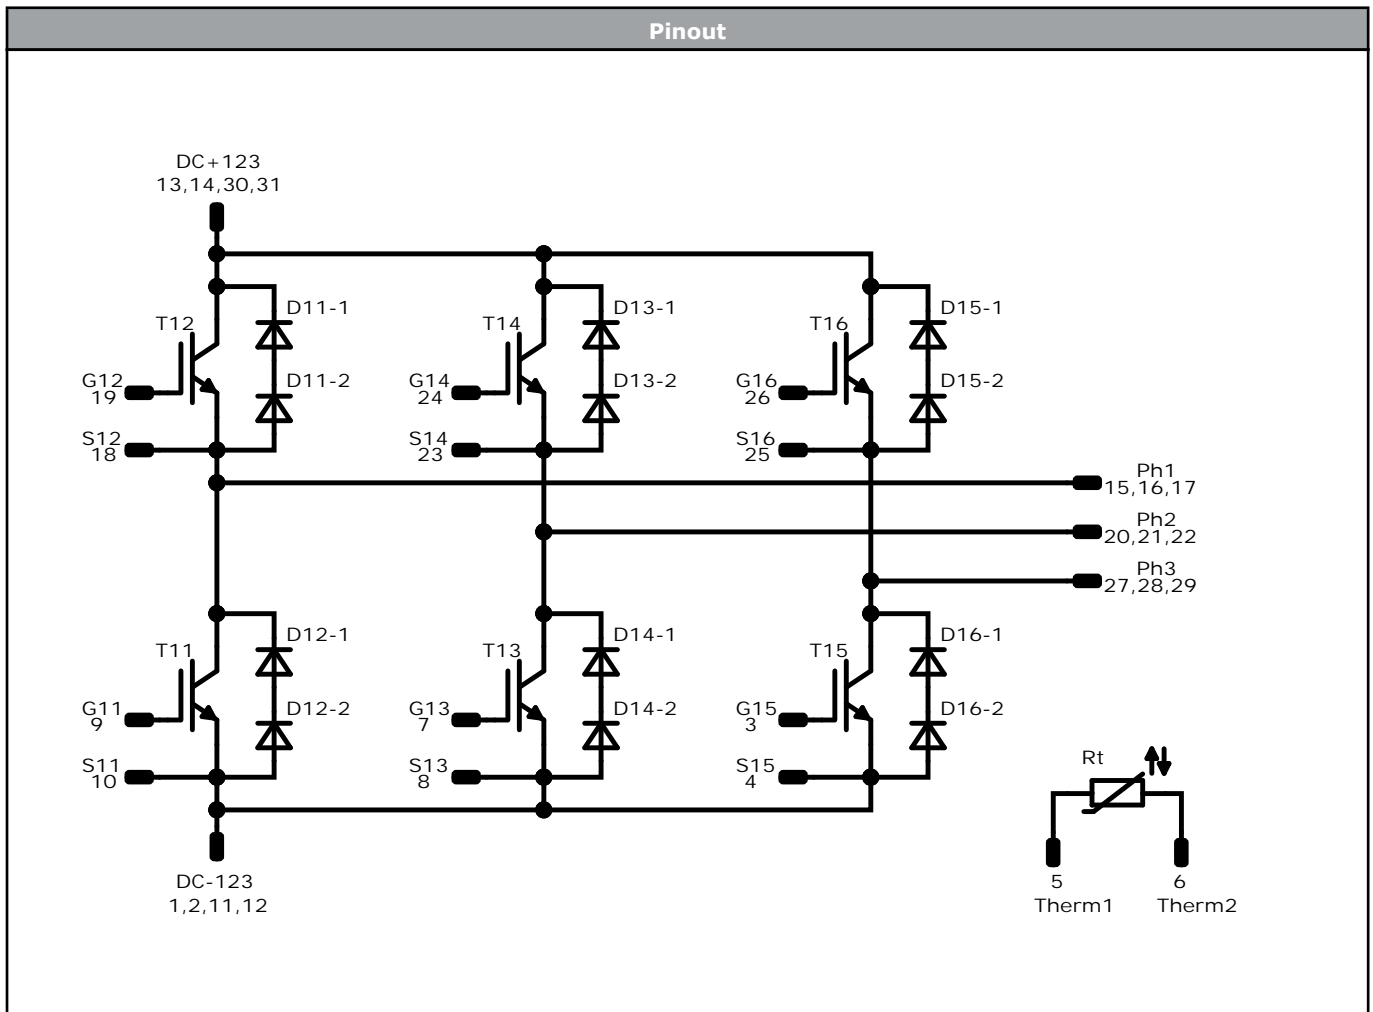 Pinout
DC+123
13,14,30,31
D11-1
D13-1
D15-1
T12
T14
T16
D11-2
D13-2
D15-2
G12
19
G14
24
G16
26
S12
18
S14
23
S16
25
Ph1
15,16,17
Ph2
20,21,22
Ph3
27,28,29
D12-1
D14-1
D16-1
T11
T13
T15
D12-2
D14-2
D16-2
G11
9
G13
7
G15
3
S11
10
S13
8
S15
4
Rt
DC-123
1,2,11,12
5
6
Therm1
Therm2